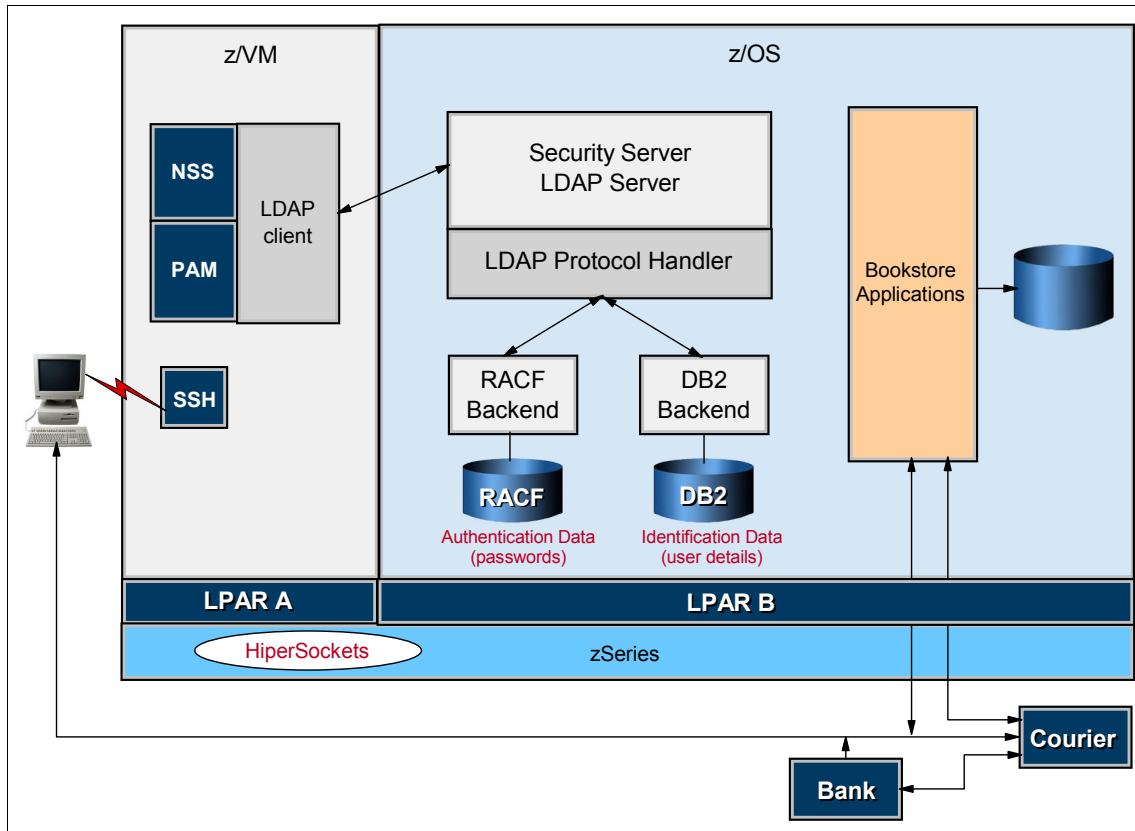 z/VM
z/OS
NSS
PAM
LDAP
client
Security Server
LDAP Server
LDAP Protocol Handler
Bookstore
Applications
SSH
RACF
Backend
DB2
Backend
RACF
DB2
Authentication Data
(passwords)
Identification Data
(user details)
LPAR A
LPAR B
HiperSockets
zSeries
Courier
Bank